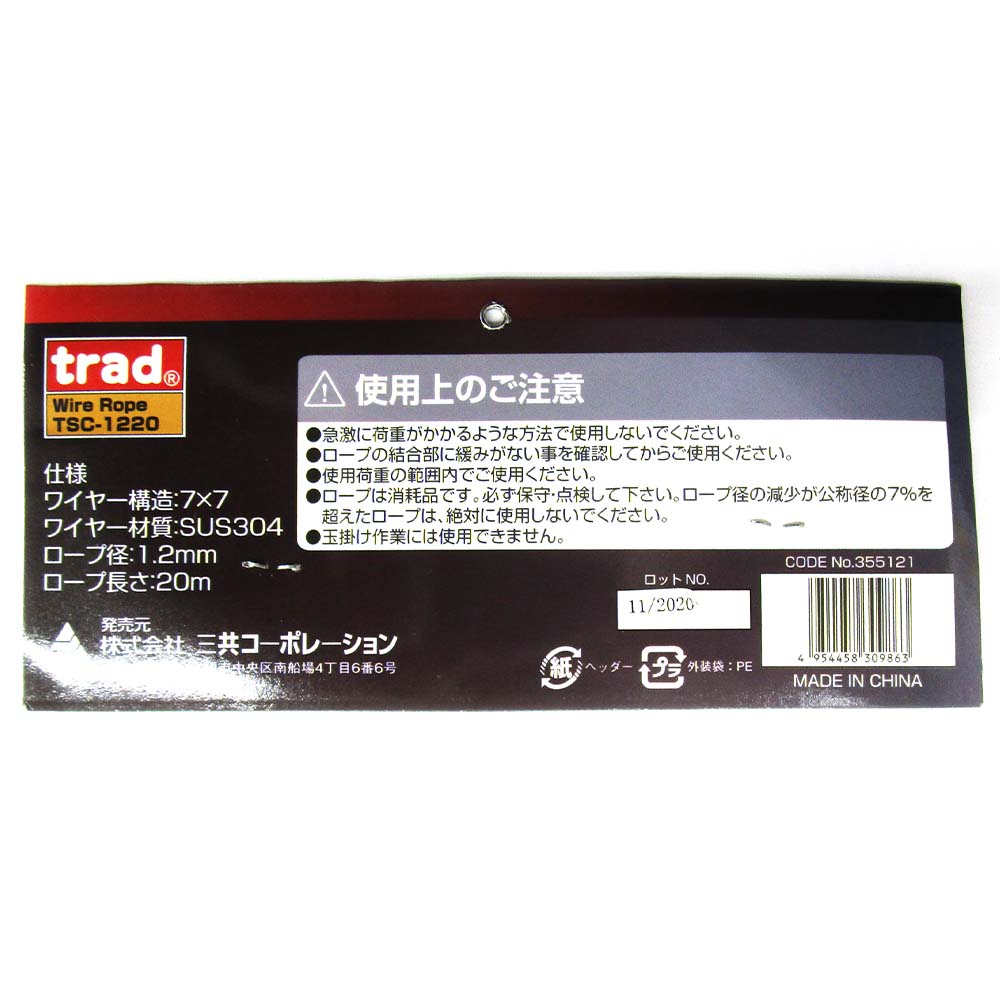 trad®
Wire Rope
TSC-1220
仕様
ワイヤー構造:7×7
ワイヤー材質:SUS304
ロープ径:1.2mm
ロープ長さ:20m
発売元
株式会社 三共コーポレーション
市中央区南船場4丁目6番6号
使用上のご注意
●急激に荷重がかかるような方法で使用しないでください。
●ロープの結合部に緩みがない事を確認してからご使用ください。
●使用荷重の範囲内でご使用ください。
●ロープは消耗品です。必ず保守・点検して下さい。ロープ径の減少が公称径の7%を
超えたロープは、絶対に使用しないでください。
●玉掛け作業には使用できません。
ロットNO.
11/2020
紙 ヘッダー
プラ 外装袋:PE
CODE No.355121
4 954458 309863
MADE IN CHINA